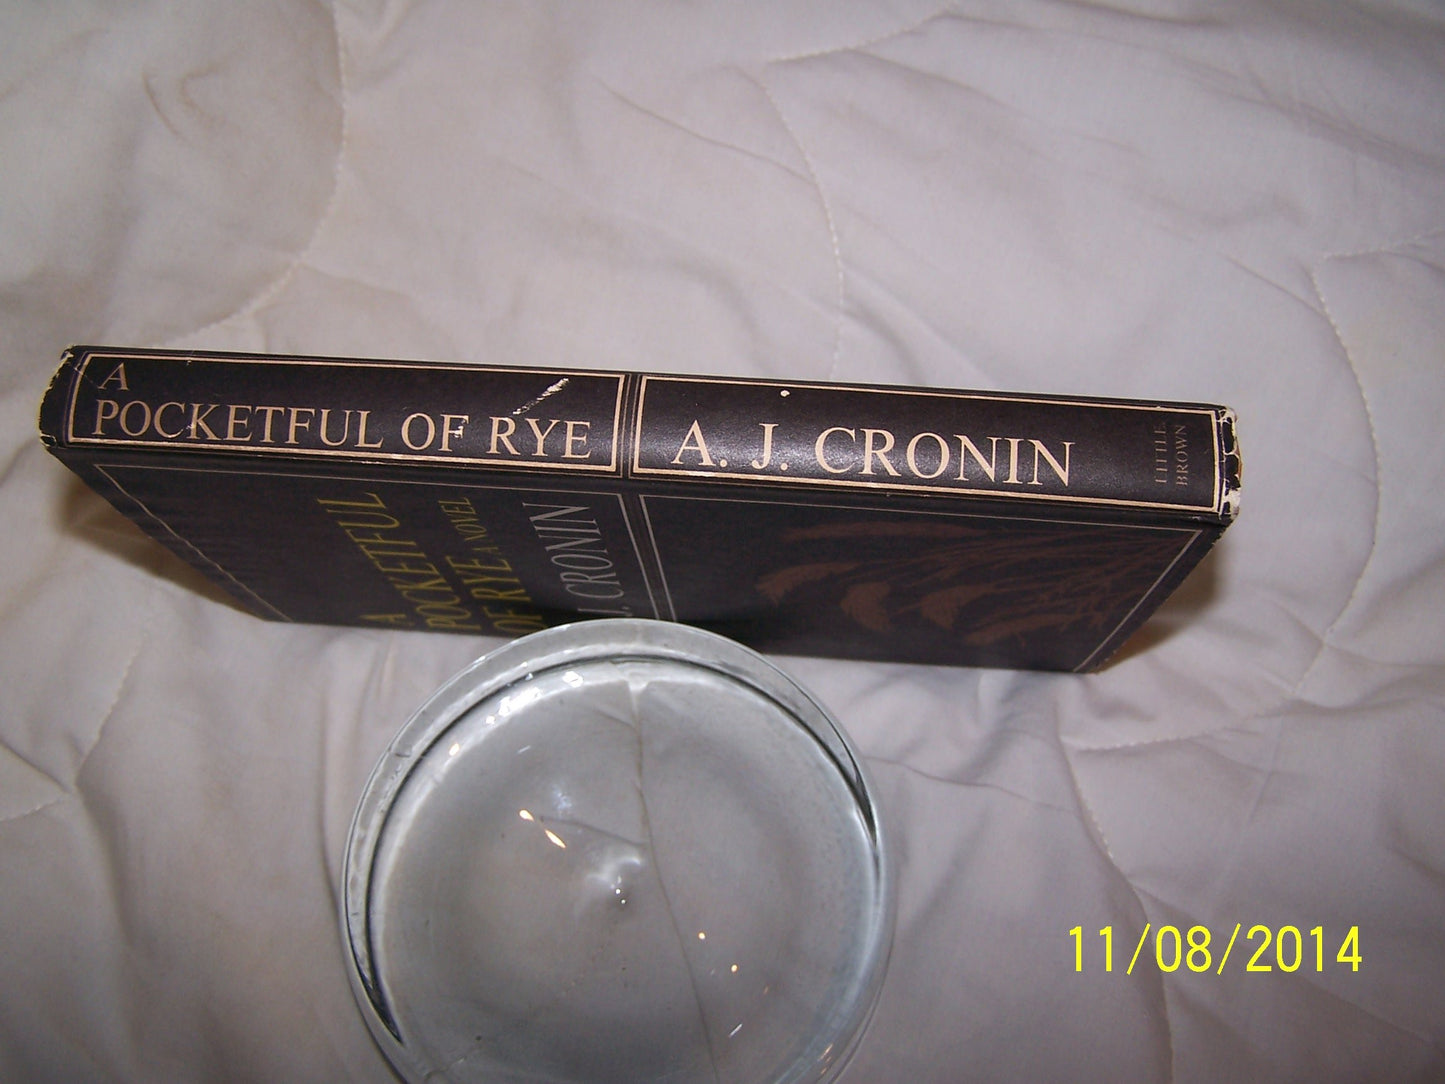 A
POCKETFUL OF RYE
A. J. CRONIN
LITTLE,
BROWN
A
POCKETFUL
OF RYE A NOVEL
J. CRONIN
11/08/2014